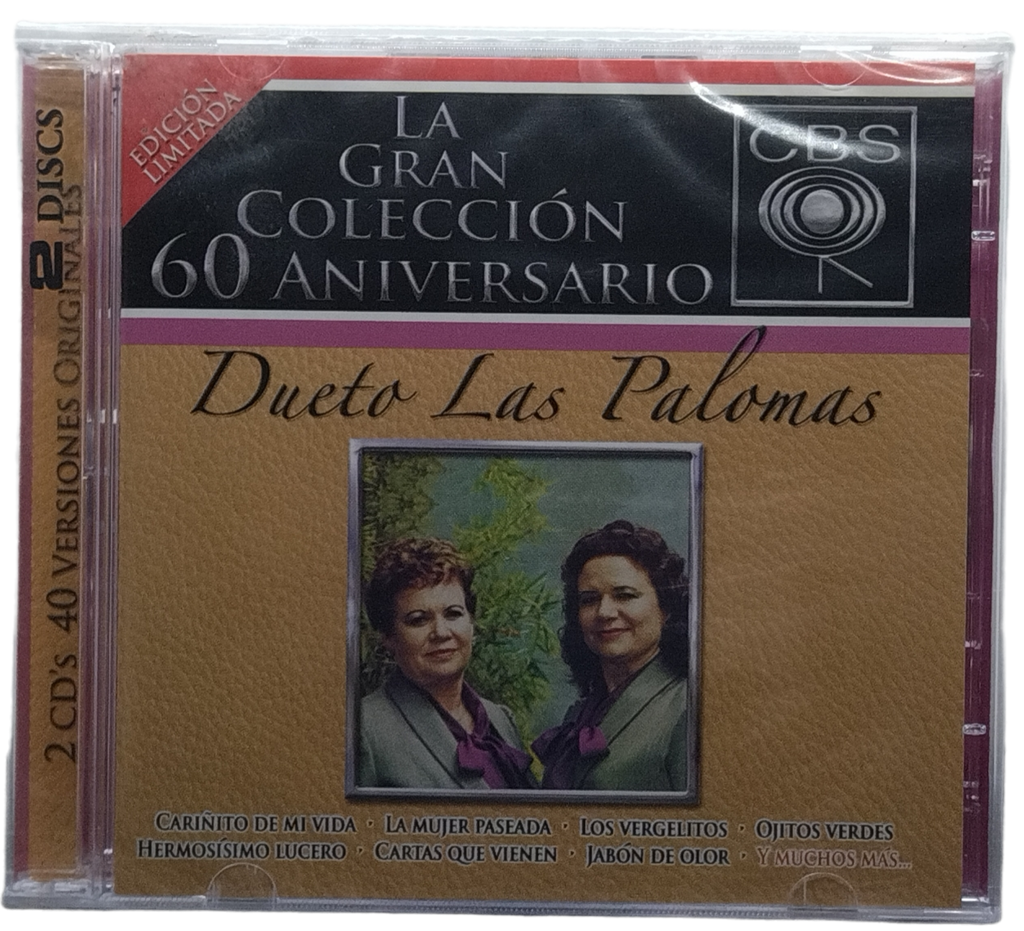 EDICIÓN
LIMITADA
LA
GRAN
COLECCIÓN
60 ANIVERSARIO
CBS
Dueto Las Palomas
CARIÑITO DE MI VIDA · LA MUJER PASEADA · LOS VERGELITOS · OJITOS VERDES
HERMOSÍSIMO LUCERO · CARTAS QUE VIENEN · JABÓN DE OLOR · Y MUCHOS MÁS...
2 CD's 40 VERSIONES ORIGINALES
2 DISCS